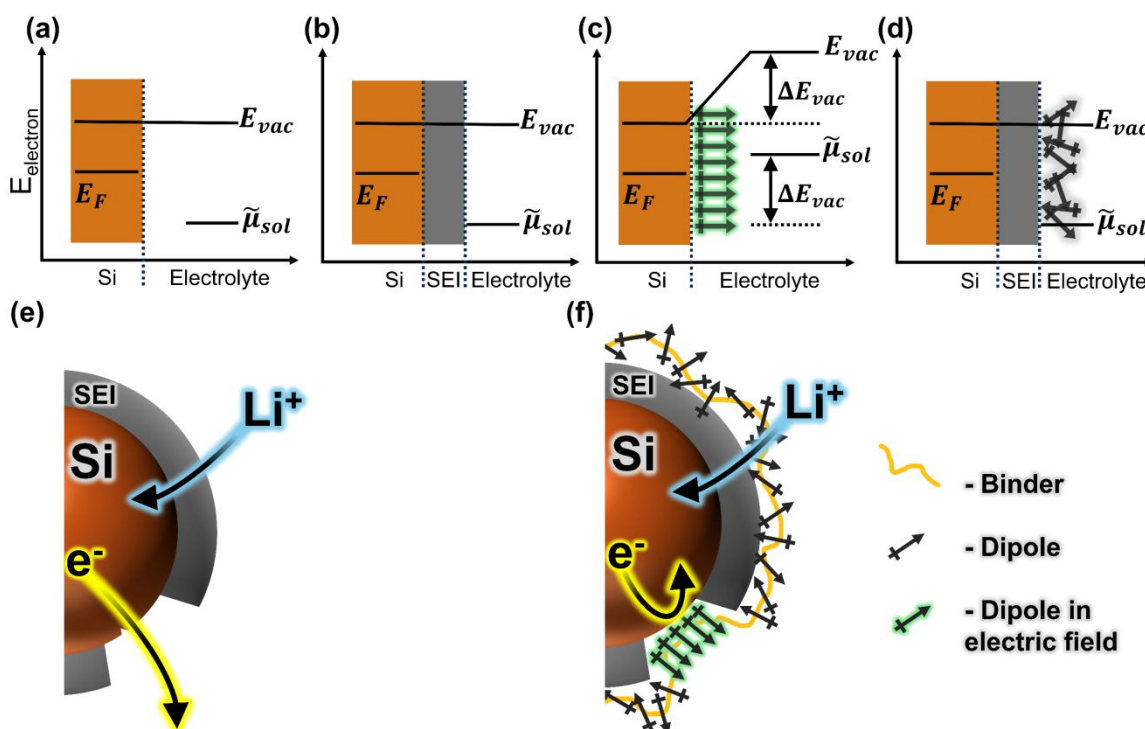 (a)
E_electron
E_vac
E_F
μ̃_sol
Si
Electrolyte
(b)
E_vac
E_F
μ̃_sol
Si
SEI
Electrolyte
(c)
E_vac
ΔE_vac
μ̃_sol
E_F
ΔE_vac
Si
Electrolyte
(d)
E_vac
E_F
μ̃_sol
Si
SEI
Electrolyte
(e)
SEI
Li⁺
Si
e⁻
(f)
SEI
Li⁺
Si
e⁻
- Binder
- Dipole
- Dipole in
electric field